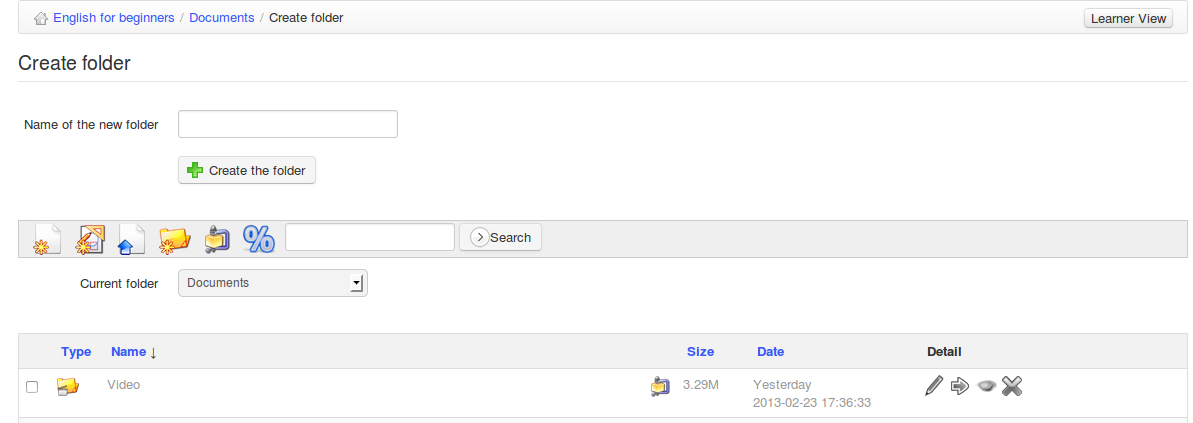 English for beginners / Documents / Create folder
Learner View
Create folder
Name of the new folder
Create the folder
Search
Current folder
Documents
Type Name ↓ Size Date Detail
Video 3.29M Yesterday
2013-02-23 17:36:33